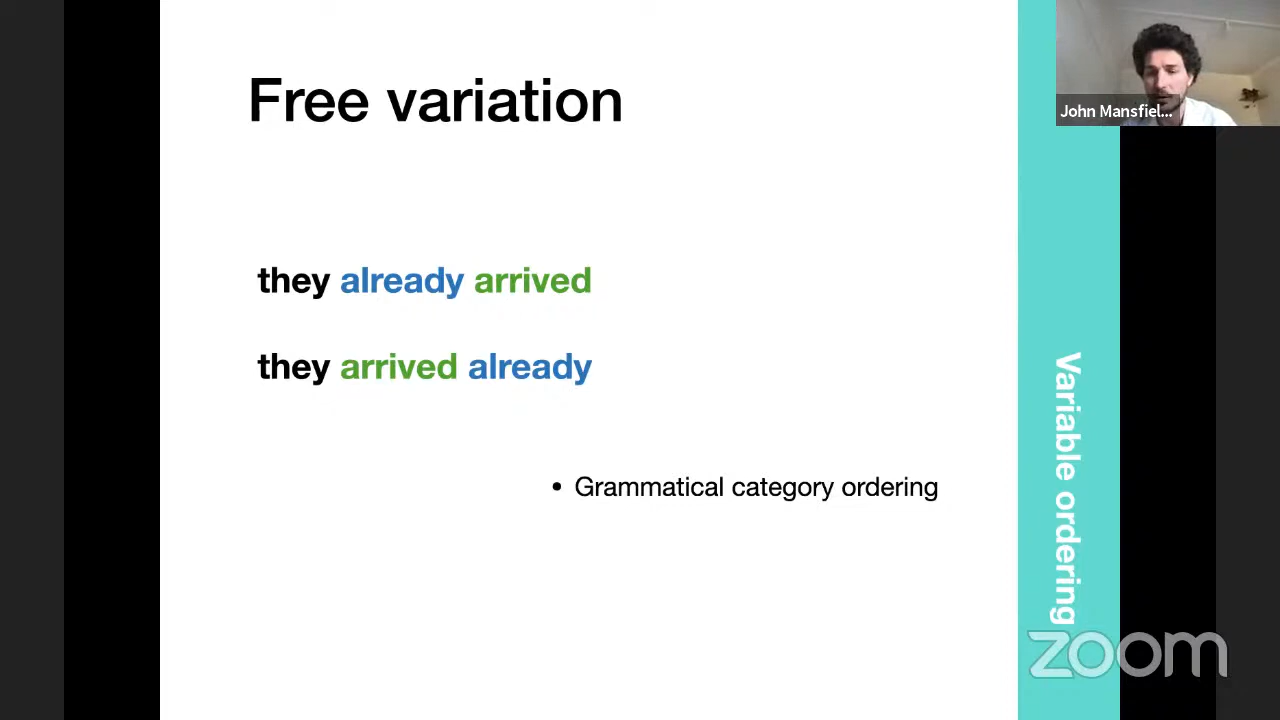 Free variation
John Mansfiel...
they already arrived
they arrived already
• Grammatical category ordering
Variable ordering
zoom